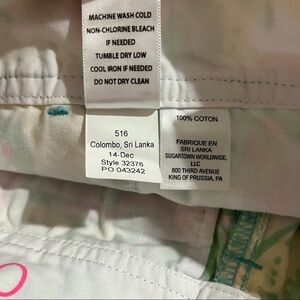 MACHINE WASH COLD
NON-CHLORINE BLEACH
IF NEEDED
TUMBLE DRY LOW
COOL IRON IF NEEDED
DO NOT DRY CLEAN
516
Colombo, Sri Lanka
14-Dec
Style 32376
PO 043242
100% COTON
FABRIQUE EN
SRI LANKA
SUGARTOWN WORLDWIDE,
LLC
800 THIRD AVENUE
KING OF PRUSSIA, PA